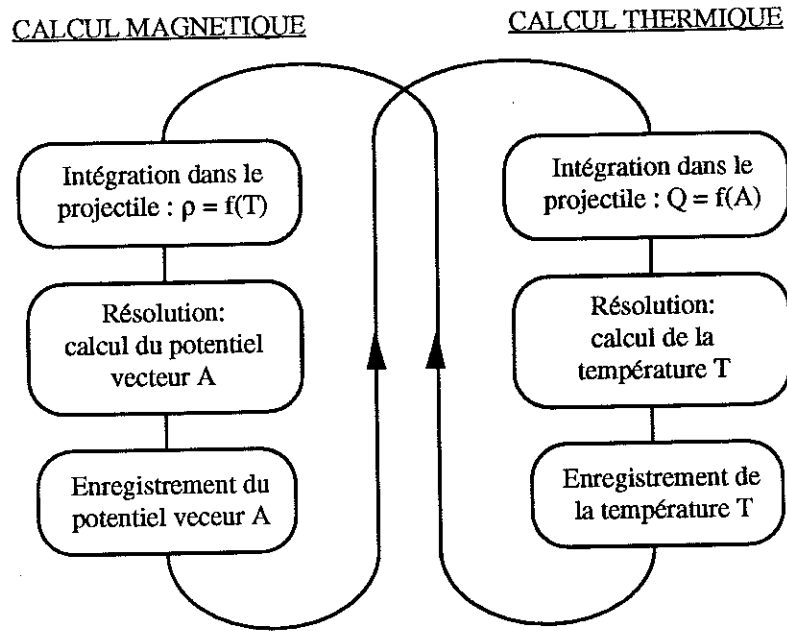 CALCUL MAGNETIQUE
Intégration dans le
projectile : ρ = f(T)
Résolution:
calcul du potentiel
vecteur A
Enregistrement du
potentiel veceur A
CALCUL THERMIQUE
Intégration dans le
projectile : Q = f(A)
Résolution:
calcul de la
température T
Enregistrement de
la température T